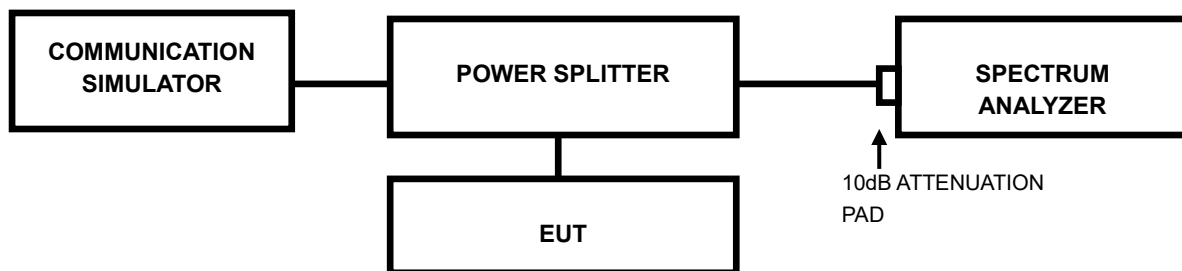 COMMUNICATION
SIMULATOR
POWER SPLITTER
SPECTRUM
ANALYZER
10dB ATTENUATION
PAD
EUT